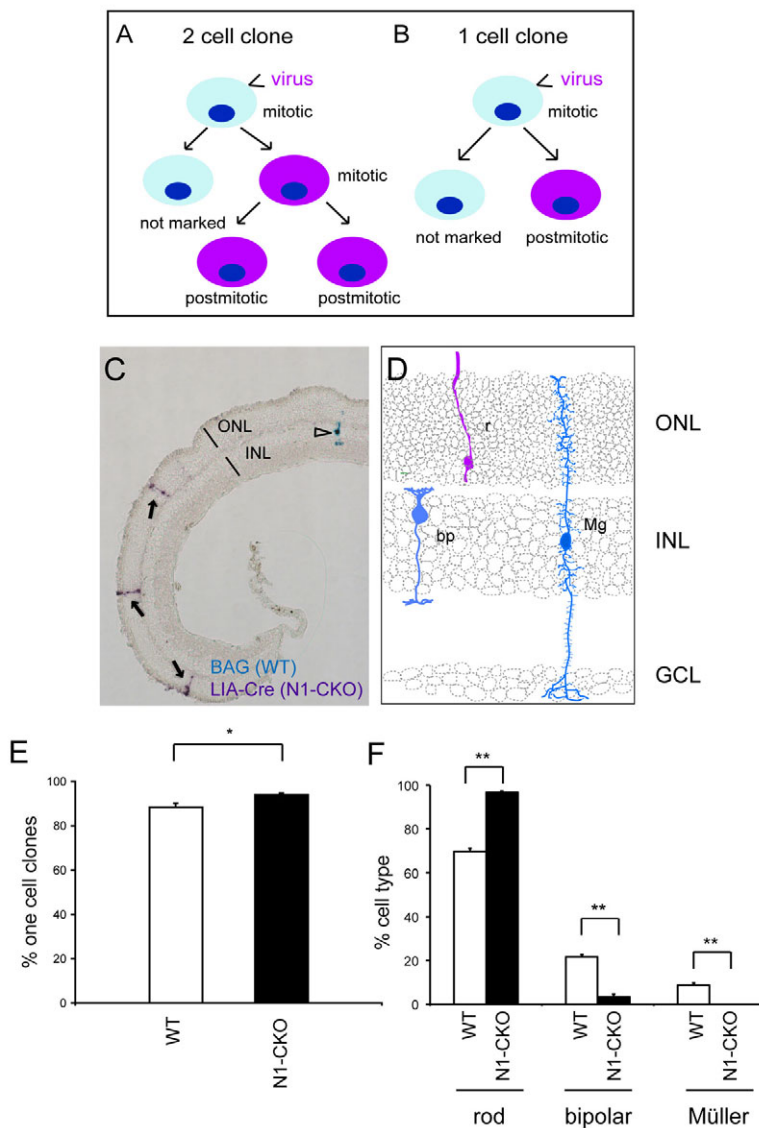 A
2 cell clone
virus
mitotic
not marked
mitotic
postmitotic
postmitotic
B
1 cell clone
virus
mitotic
not marked
postmitotic
C
ONL
INL
BAG (WT)
LIA-Cre (N1-CKO)
D
r
bp
Mg
ONL
INL
GCL
E
*
% one cell clones
100
80
60
40
20
0
WT
N1-CKO
F
**
**
**
% cell type
100
80
60
40
20
0
WT
N1-CKO
WT
N1-CKO
WT
N1-CKO
rod
bipolar
Müller